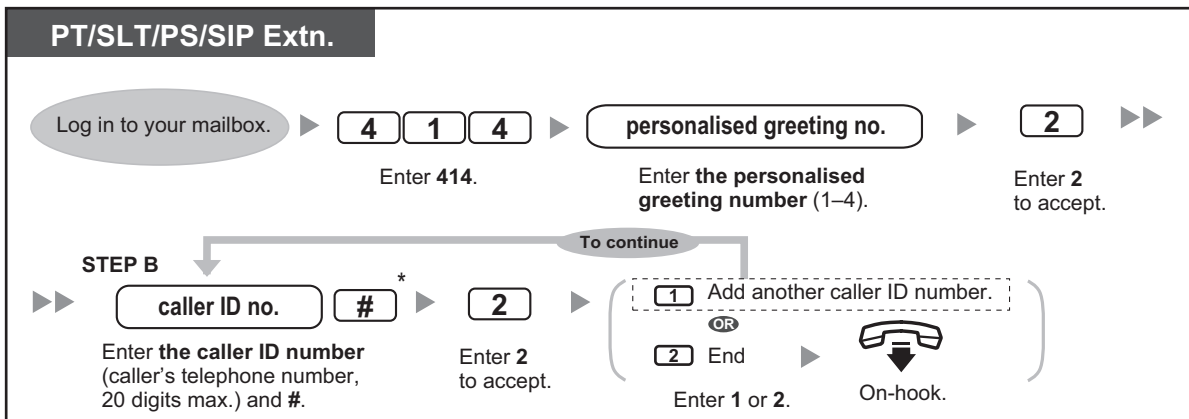 PT/SLT/PS/SIP Extn.
Log in to your mailbox.
4 1 4
Enter 414.
personalised greeting no.
Enter the personalised
greeting number (1–4).
2
Enter 2
to accept.
To continue
STEP B
caller ID no. # *
Enter the caller ID number
(caller's telephone number,
20 digits max.) and #.
2
Enter 2
to accept.
1 Add another caller ID number.
OR
2 End
Enter 1 or 2.
On-hook.